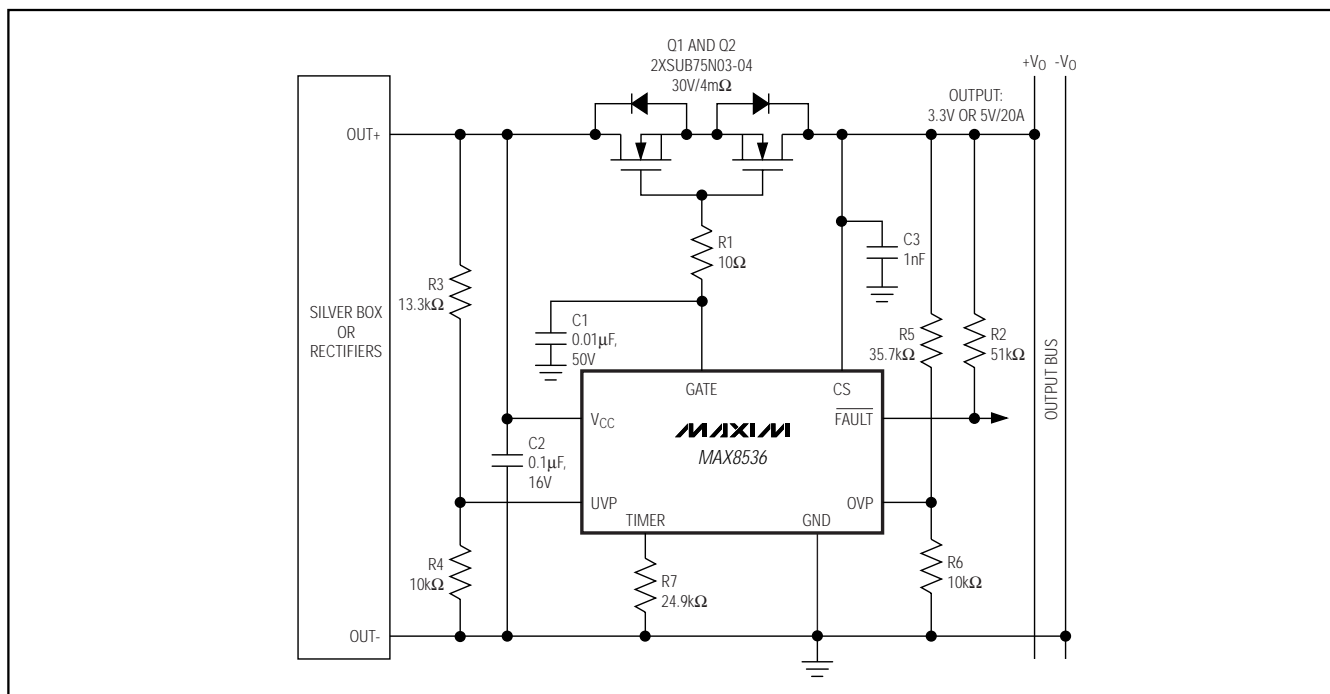 Q1 AND Q2
2XSUB75N03-04
30V/4mΩ
+VO -VO
OUTPUT:
3.3V OR 5V/20A
OUT+
R1
10Ω
C3
1nF
R3
13.3kΩ
SILVER BOX
OR
RECTIFIERS
C1
0.01µF,
50V
R5
35.7kΩ
R2
51kΩ
OUTPUT BUS
GATE
CS
VCC
FAULT
MAXIM
MAX8536
C2
0.1µF,
16V
UVP
OVP
TIMER
GND
R4
10kΩ
R7
24.9kΩ
R6
10kΩ
OUT-